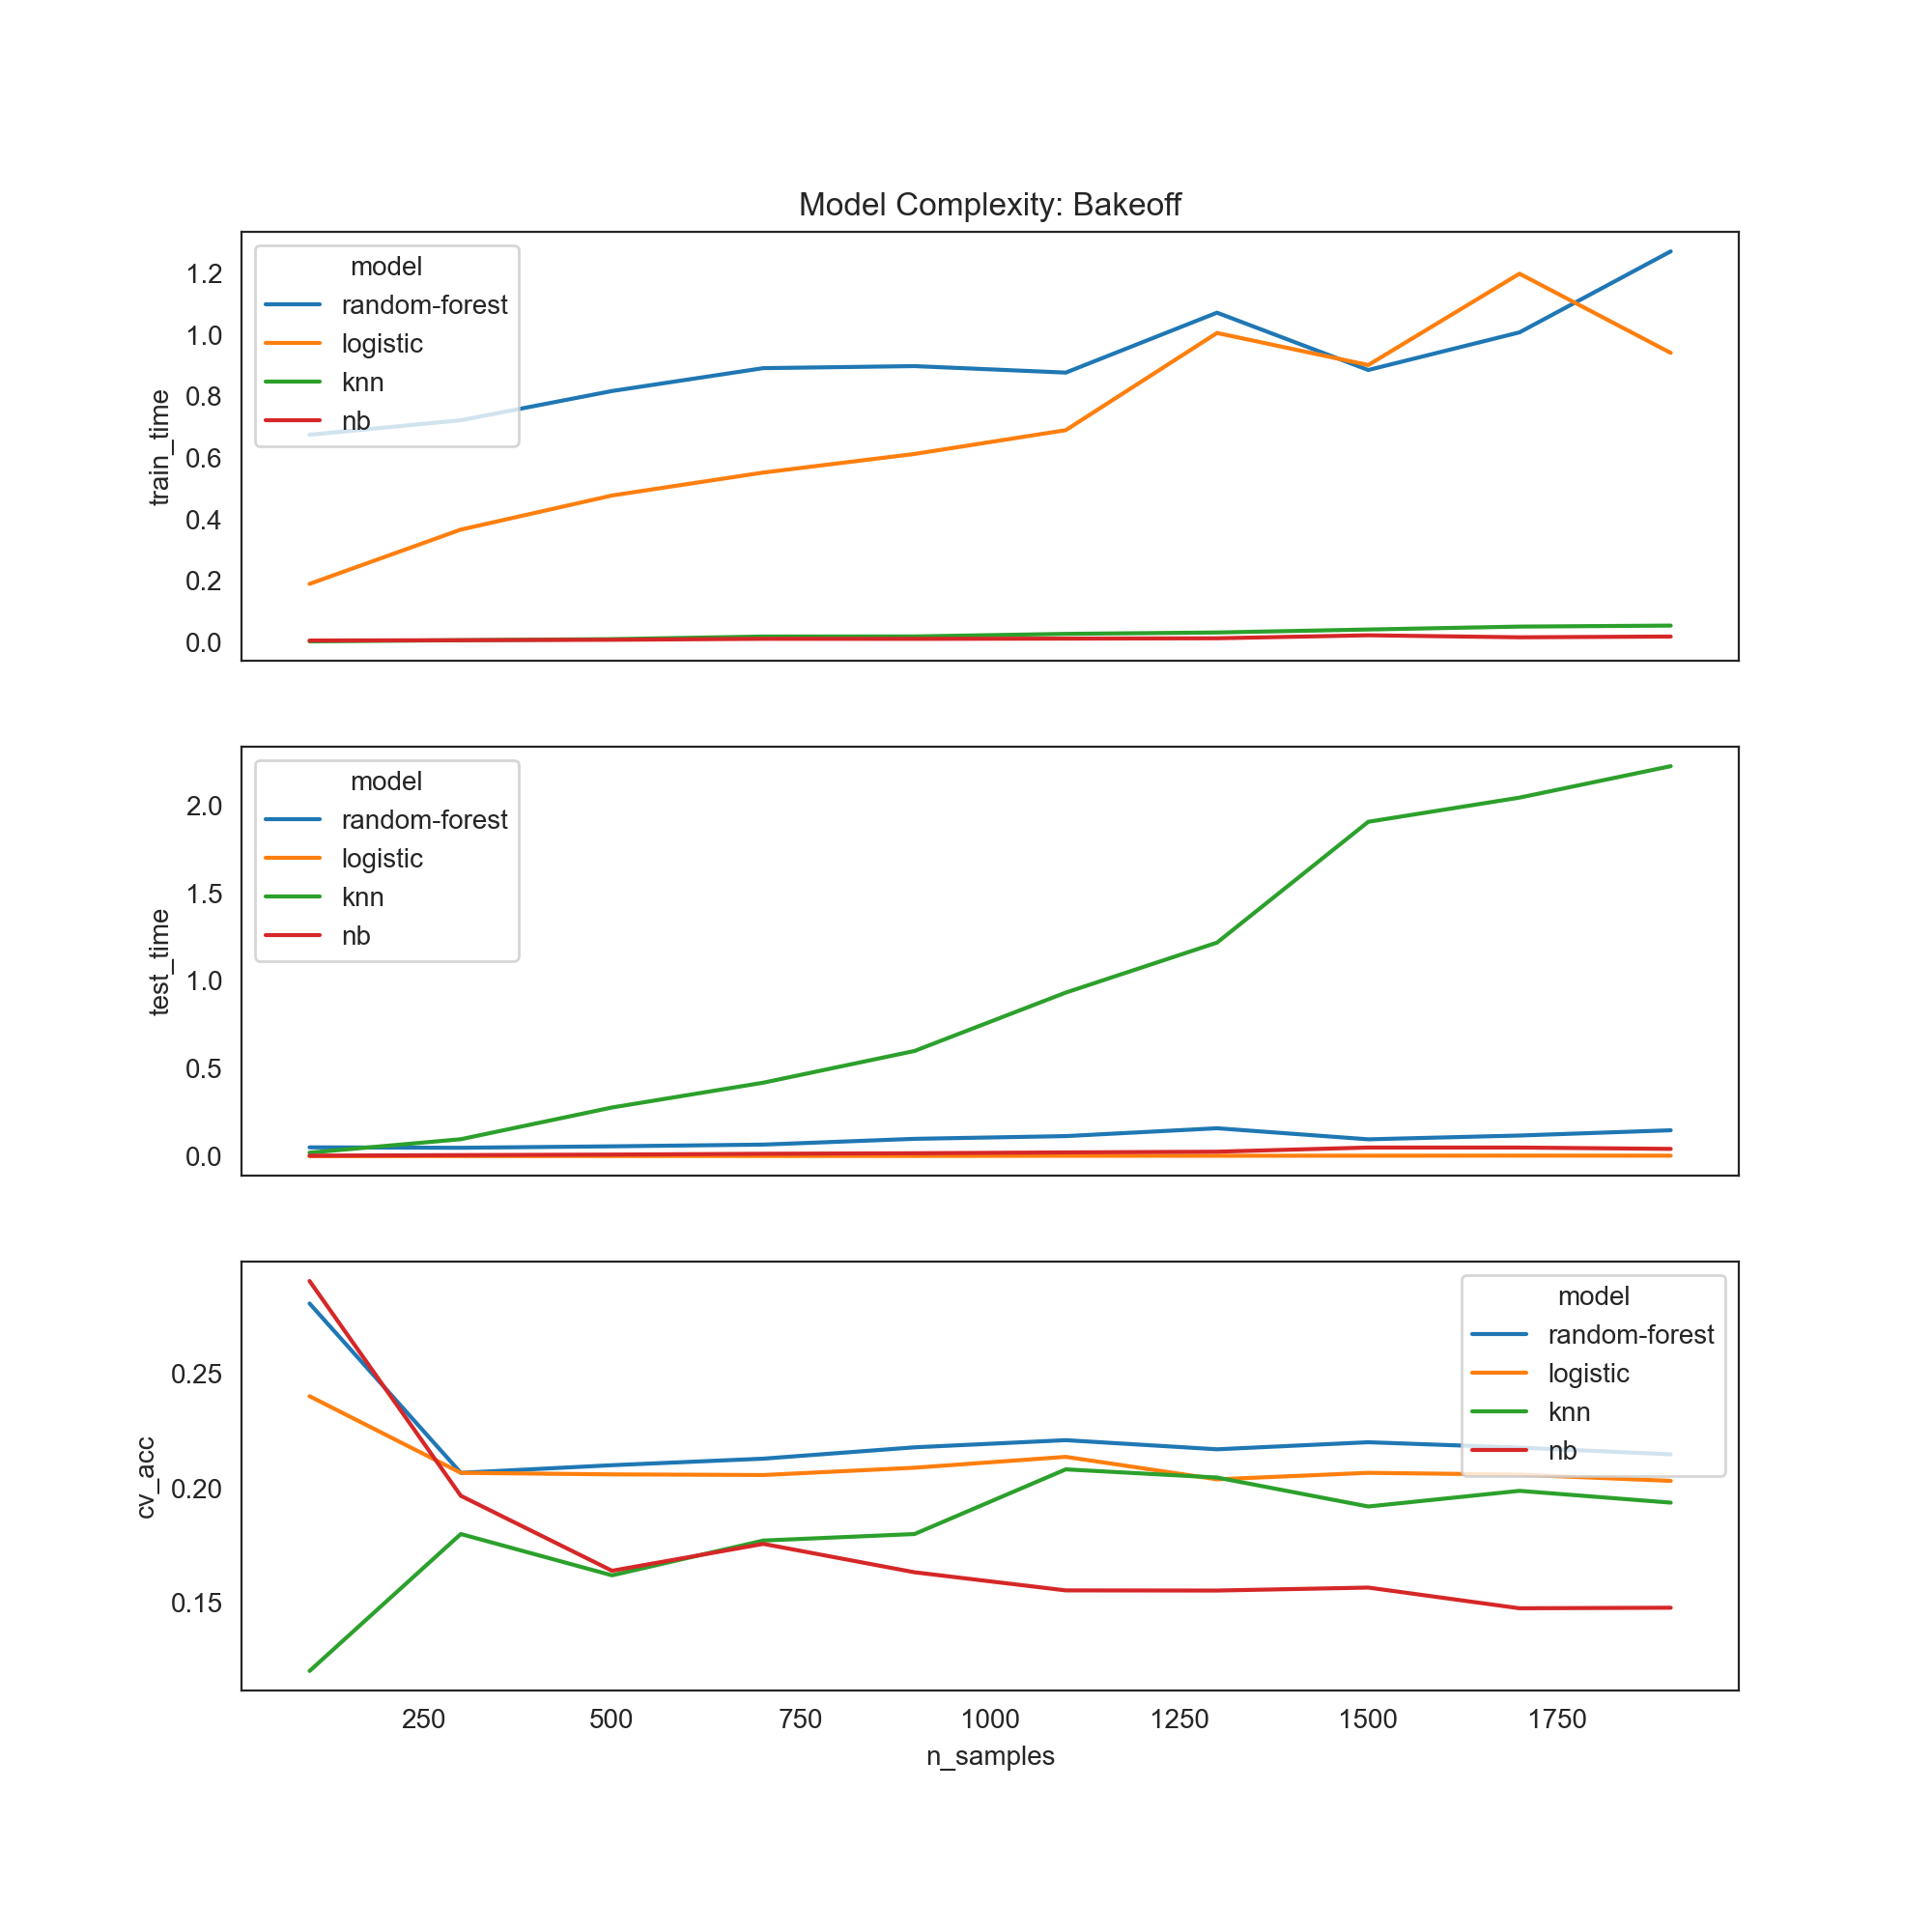 Model Complexity: Bakeoff
model
random-forest
logistic
knn
nb
1.2
1.0
0.8
0.6
0.4
0.2
0.0
train_time
model
random-forest
logistic
knn
nb
2.0
1.5
1.0
0.5
0.0
test_time
model
random-forest
logistic
knn
nb
0.25
0.20
0.15
cv_acc
250 500 750 1000 1250 1500 1750
n_samples